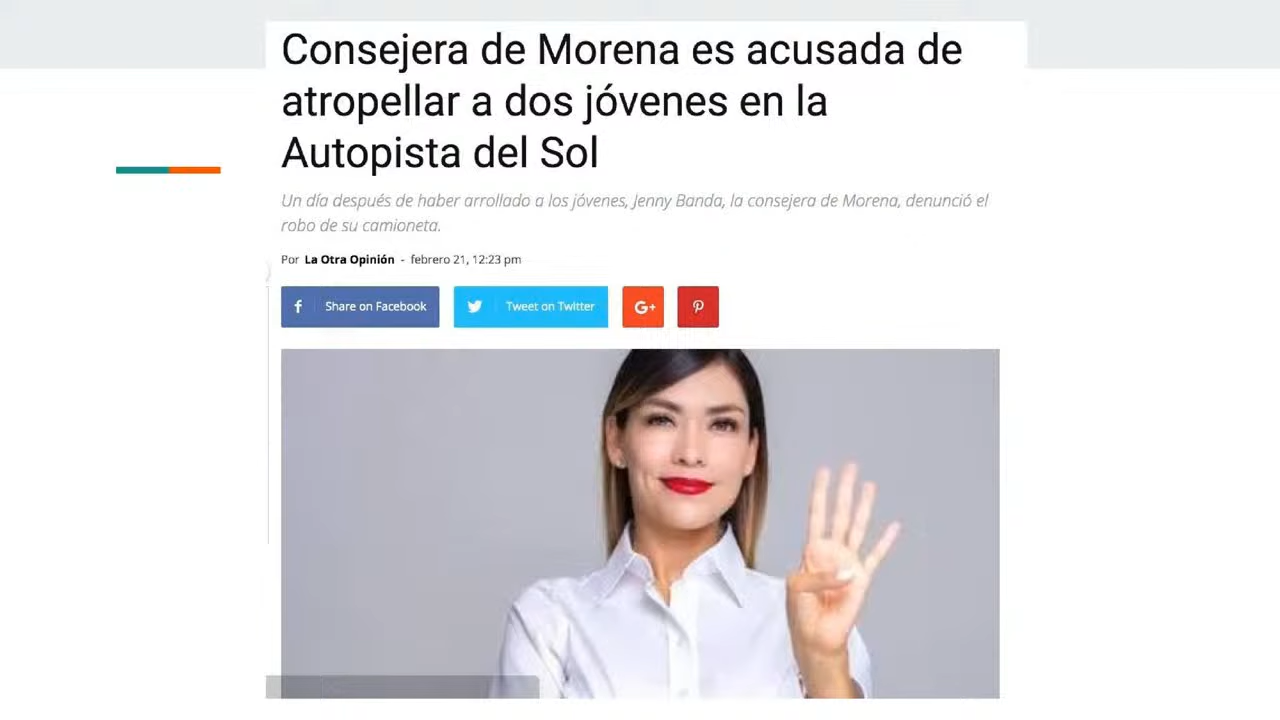 Consejera de Morena es acusada de
atropellar a dos jóvenes en la
Autopista del Sol
Un día después de haber arrollado a los jóvenes, Jenny Banda, la consejera de Morena, denunció el
robo de su camioneta.
Por La Otra Opinión - febrero 21, 12:23 pm
f Share on Facebook Tweet on Twitter G+